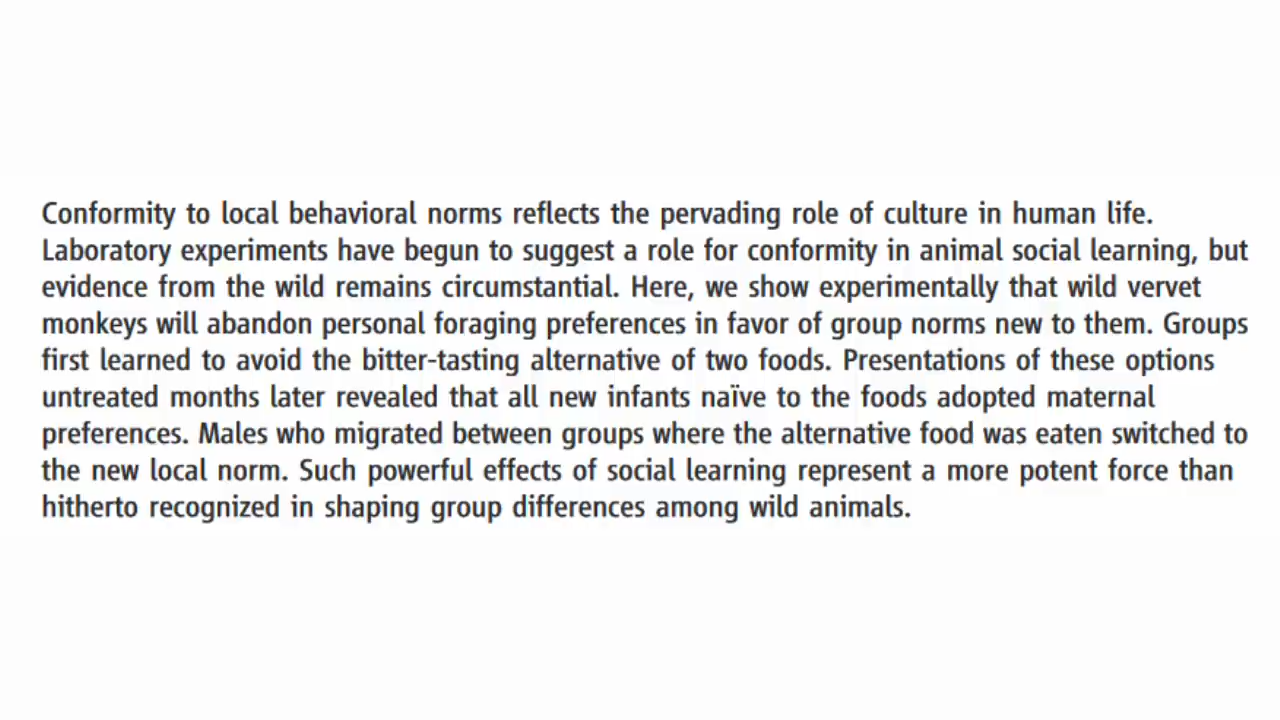 Conformity to local behavioral norms reflects the pervading role of culture in human life.
Laboratory experiments have begun to suggest a role for conformity in animal social learning, but
evidence from the wild remains circumstantial. Here, we show experimentally that wild vervet
monkeys will abandon personal foraging preferences in favor of group norms new to them. Groups
first learned to avoid the bitter-tasting alternative of two foods. Presentations of these options
untreated months later revealed that all new infants naïve to the foods adopted maternal
preferences. Males who migrated between groups where the alternative food was eaten switched to
the new local norm. Such powerful effects of social learning represent a more potent force than
hitherto recognized in shaping group differences among wild animals.